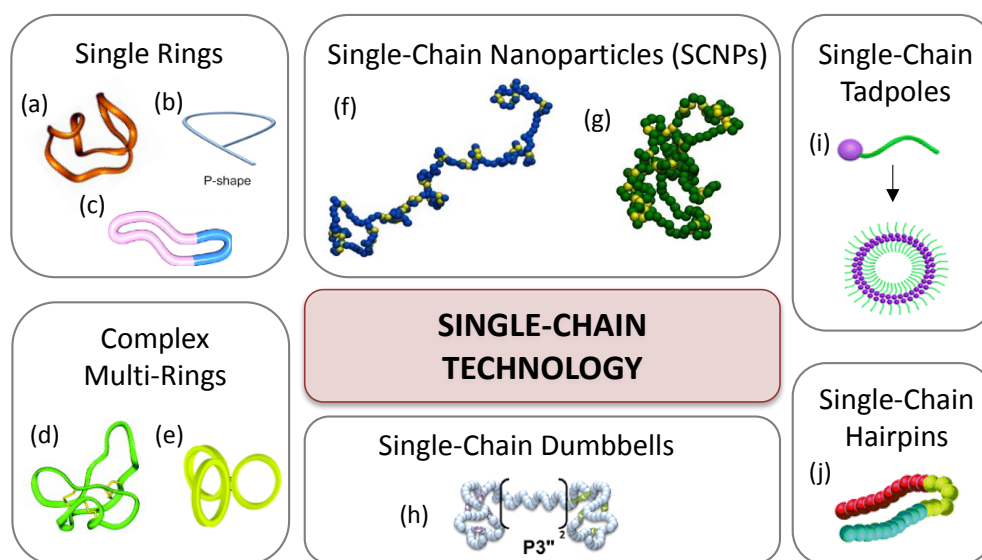 Single Rings
(a)
(b)
P-shape
(c)
Single-Chain Nanoparticles (SCNPs)
(f)
(g)
Single-Chain
Tadpoles
(i)
Complex
Multi-Rings
(d)
(e)
SINGLE-CHAIN
TECHNOLOGY
Single-Chain Dumbbells
(h)
2
P3"
Single-Chain
Hairpins
(j)